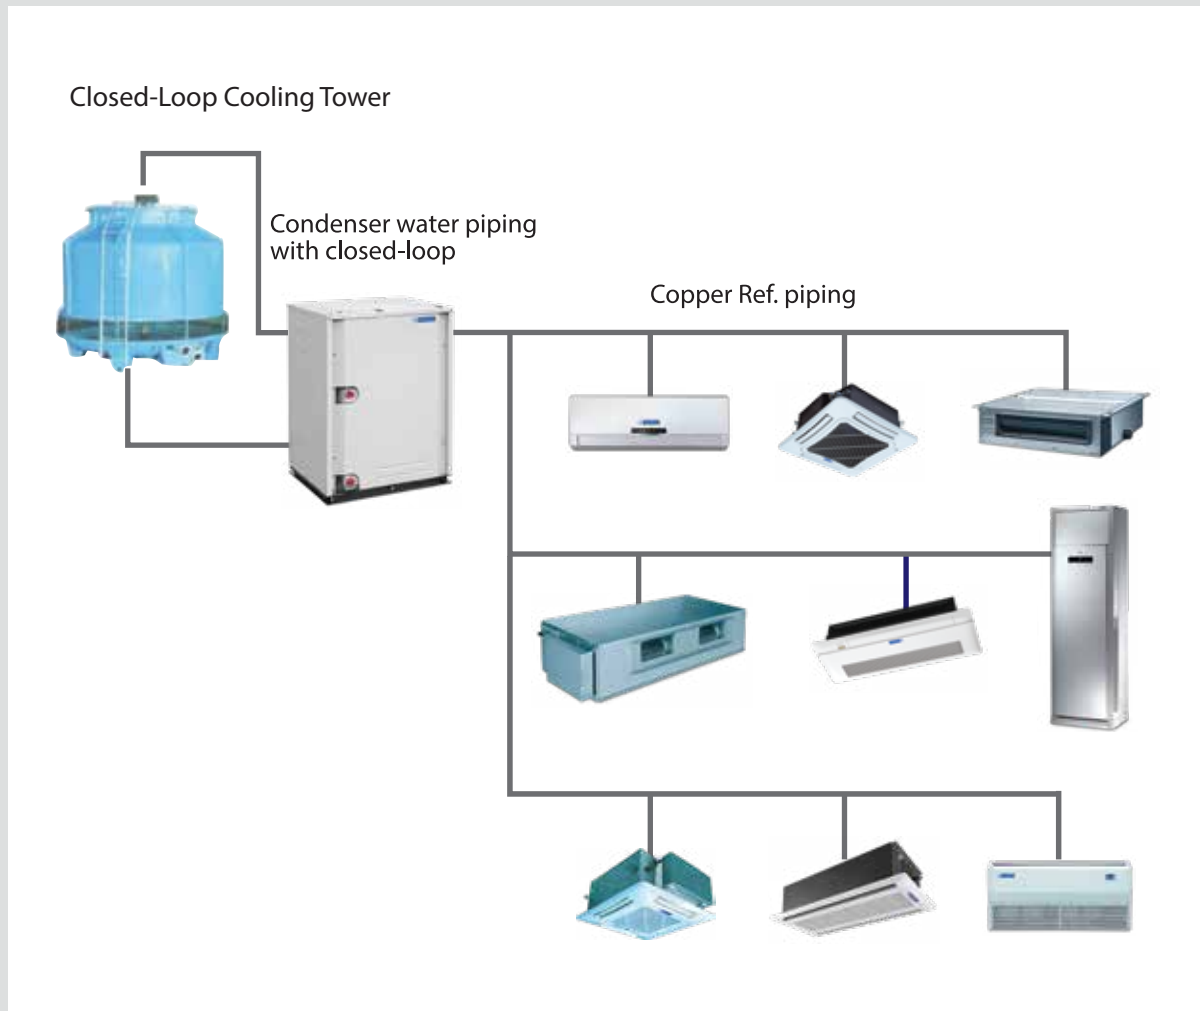 Closed-Loop Cooling Tower
Condenser water piping
with closed-loop
Copper Ref. piping